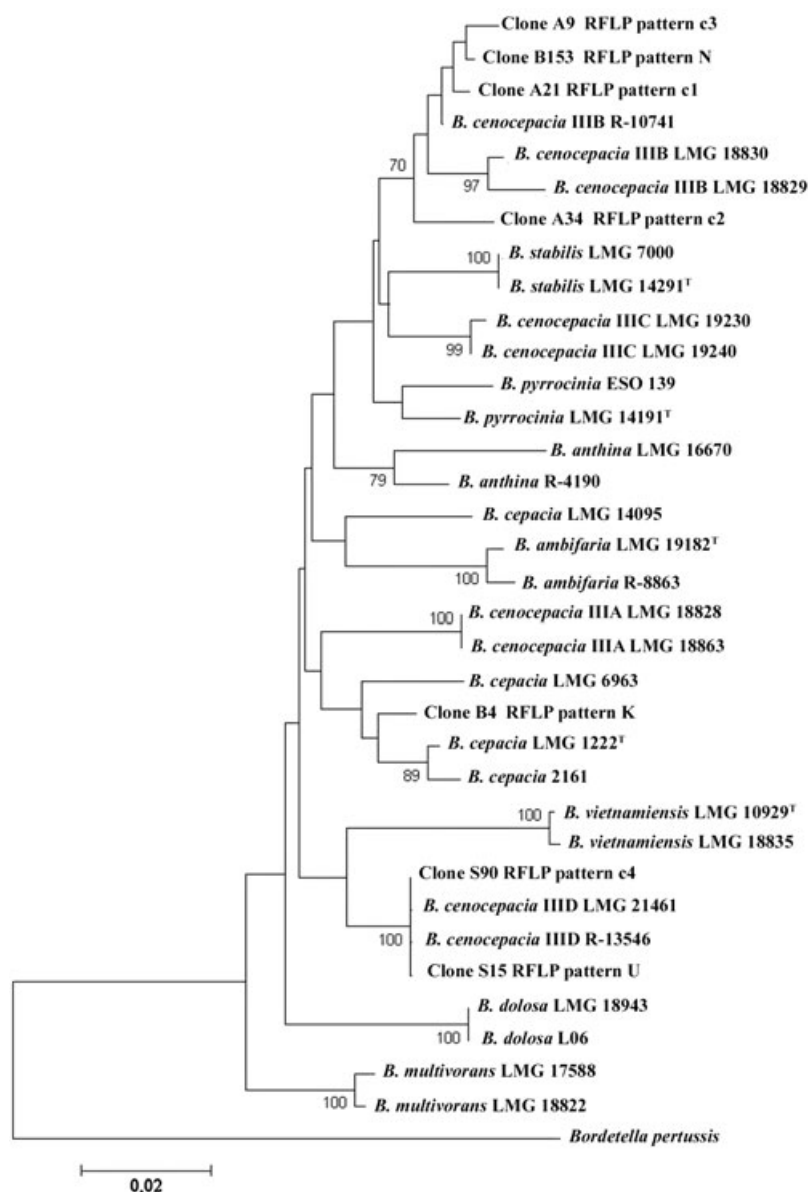 Clone A9 RFLP pattern c3
Clone B153 RFLP pattern N
Clone A21 RFLP pattern c1
B. cenocepacia IIIB R-10741
B. cenocepacia IIIB LMG 18830
70
97
B. cenocepacia IIIB LMG 18829
Clone A34 RFLP pattern c2
B. stabilis LMG 7000
100
B. stabilis LMG 14291ᵀ
B. cenocepacia IIIC LMG 19230
99
B. cenocepacia IIIC LMG 19240
B. pyrrocinia ESO 139
B. pyrrocinia LMG 14191ᵀ
B. anthina LMG 16670
79
B. anthina R-4190
B. cepacia LMG 14095
B. ambifaria LMG 19182ᵀ
100
B. ambifaria R-8863
B. cenocepacia IIIA LMG 18828
100
B. cenocepacia IIIA LMG 18863
B. cepacia LMG 6963
Clone B4 RFLP pattern K
B. cepacia LMG 1222ᵀ
89
B. cepacia 2161
B. vietnamiensis LMG 10929ᵀ
100
B. vietnamiensis LMG 18835
Clone S90 RFLP pattern c4
B. cenocepacia IIID LMG 21461
100
B. cenocepacia IIID R-13546
Clone S15 RFLP pattern U
B. dolosa LMG 18943
100
B. dolosa L06
B. multivorans LMG 17588
100
B. multivorans LMG 18822
Bordetella pertussis
0,02